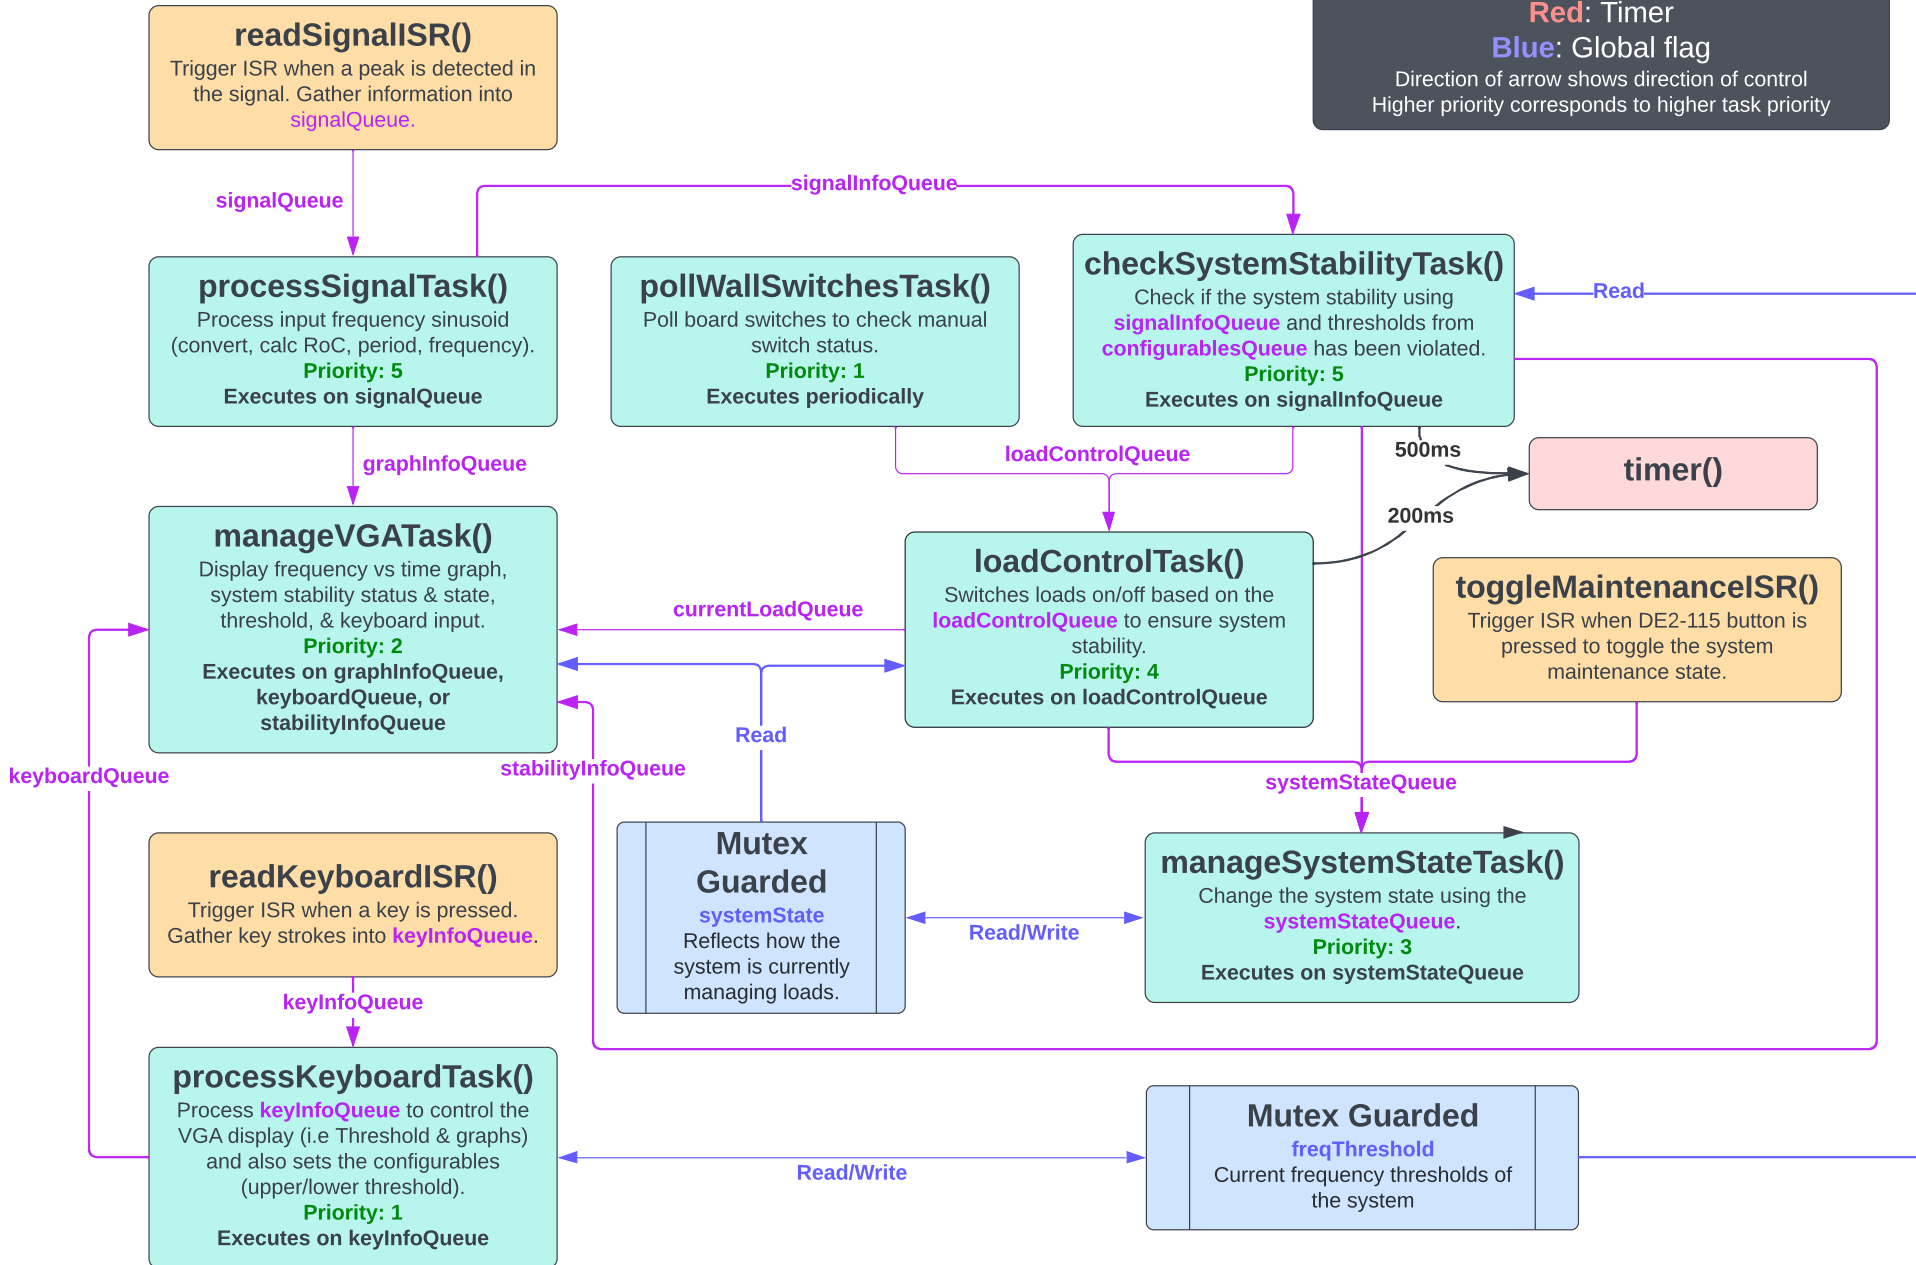 readSignalISR()
Trigger ISR when a peak is detected in
the signal. Gather information into
signalQueue.
Red: Timer
Blue: Global flag
Direction of arrow shows direction of control
Higher priority corresponds to higher task priority
signalQueue
signalInfoQueue
processSignalTask()
Process input frequency sinusoid
(convert, calc RoC, period, frequency).
Priority: 5
Executes on signalQueue
pollWallSwitchesTask()
Poll board switches to check manual
switch status.
Priority: 1
Executes periodically
checkSystemStabilityTask()
Check if the system stability using
signalInfoQueue and thresholds from
configurablesQueue has been violated.
Priority: 5
Executes on signalInfoQueue
Read
graphInfoQueue
loadControlQueue
500ms
200ms
timer()
manageVGATask()
Display frequency vs time graph,
system stability status & state,
threshold, & keyboard input.
Priority: 2
Executes on graphInfoQueue,
keyboardQueue, or
stabilityInfoQueue
currentLoadQueue
loadControlTask()
Switches loads on/off based on the
loadControlQueue to ensure system
stability.
Priority: 4
Executes on loadControlQueue
toggleMaintenanceISR()
Trigger ISR when DE2-115 button is
pressed to toggle the system
maintenance state.
Read
keyboardQueue
stabilityInfoQueue
systemStateQueue
readKeyboardISR()
Trigger ISR when a key is pressed.
Gather key strokes into keyInfoQueue.
Mutex
Guarded
systemState
Reflects how the
system is currently
managing loads.
Read/Write
manageSystemStateTask()
Change the system state using the
systemStateQueue.
Priority: 3
Executes on systemStateQueue
keyInfoQueue
processKeyboardTask()
Process keyInfoQueue to control the
VGA display (i.e Threshold & graphs)
and also sets the configurables
(upper/lower threshold).
Priority: 1
Executes on keyInfoQueue
Read/Write
Mutex Guarded
freqThreshold
Current frequency thresholds of
the system